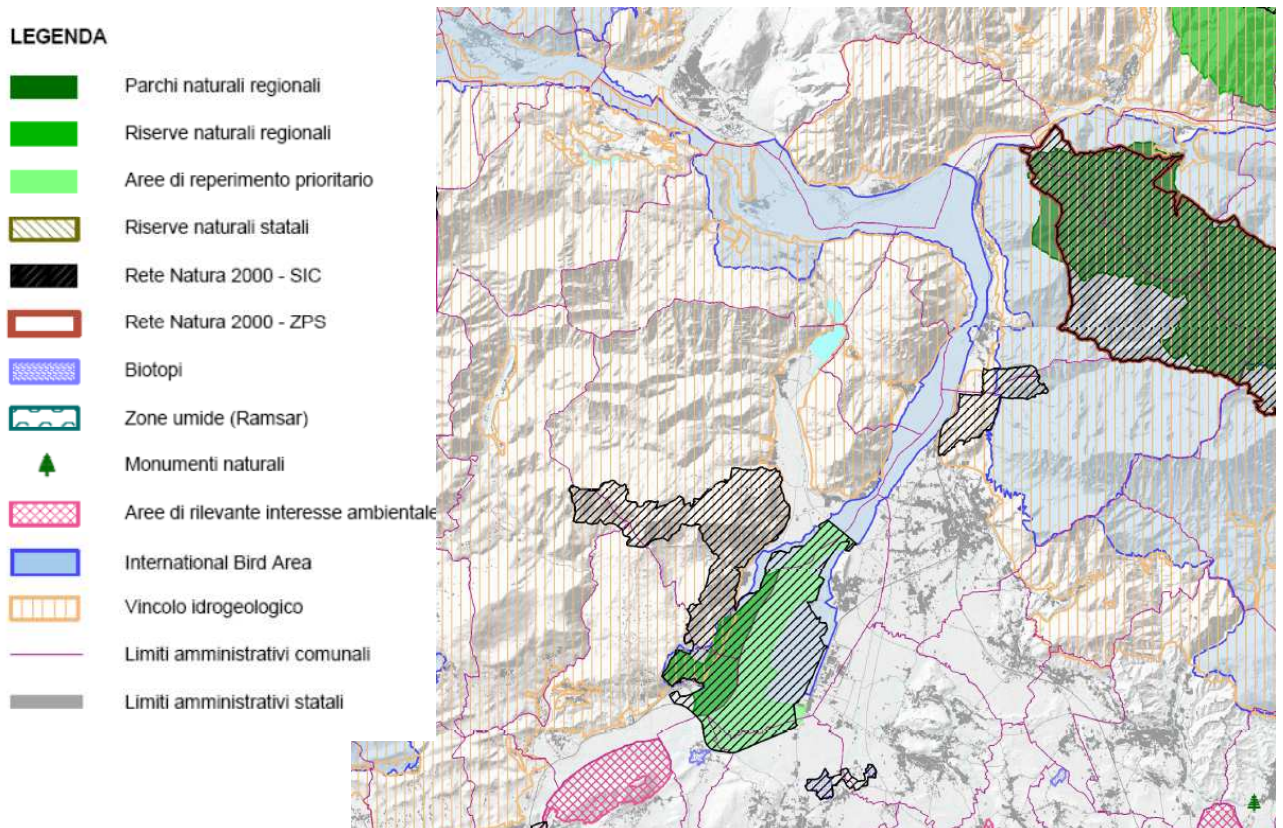 LEGENDA
Parchi naturali regionali
Riserve naturali regionali
Aree di reperimento prioritario
Riserve naturali statali
Rete Natura 2000 - SIC
Rete Natura 2000 - ZPS
Biotopi
Zone umide (Ramsar)
Monumenti naturali
Aree di rilevante interesse ambientale
International Bird Area
Vincolo idrogeologico
Limiti amministrativi comunali
Limiti amministrativi statali